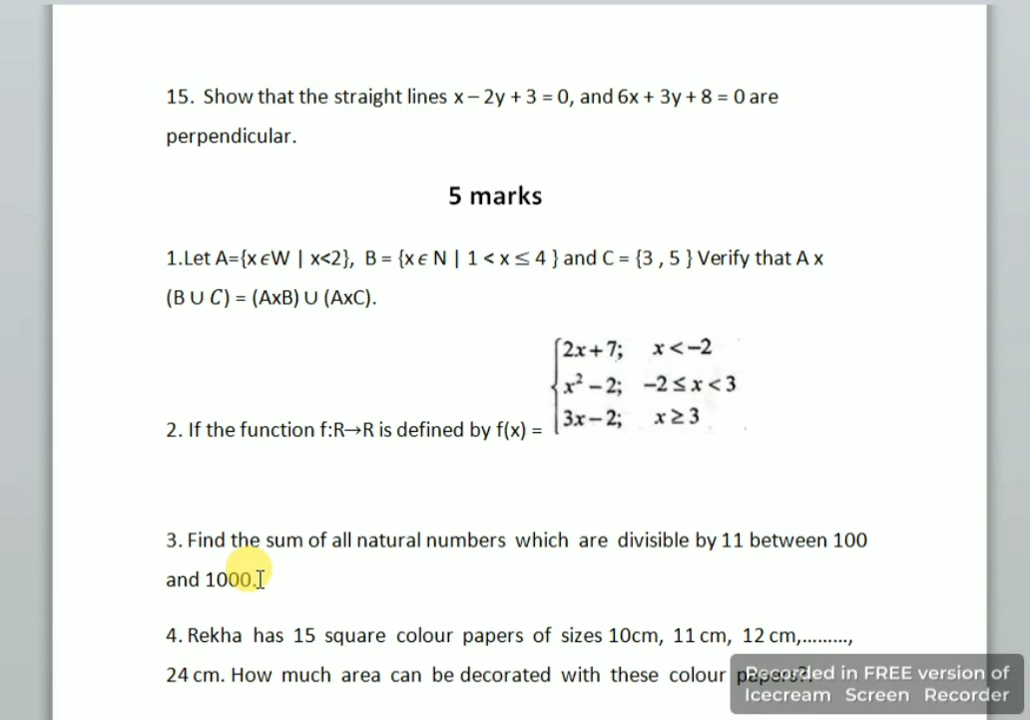 15. Show that the straight lines x – 2y + 3 = 0, and 6x + 3y + 8 = 0 are
perpendicular.
5 marks
1.Let A={x ϵW | x<2}, B = {x ϵ N | 1 < x ≤ 4 } and C = {3 , 5 } Verify that A x
(B ∪ C) = (AxB) ∪ (AxC).
2x+7; x<-2
x² - 2; -2 ≤ x < 3
3x-2; x ≥ 3
2. If the function f:R→R is defined by f(x) =
3. Find the sum of all natural numbers which are divisible by 11 between 100
and 1000.
4. Rekha has 15 square colour papers of sizes 10cm, 11 cm, 12 cm,.........,
24 cm. How much area can be decorated with these colour papers?
Recorded in FREE version of
Icecream Screen Recorder